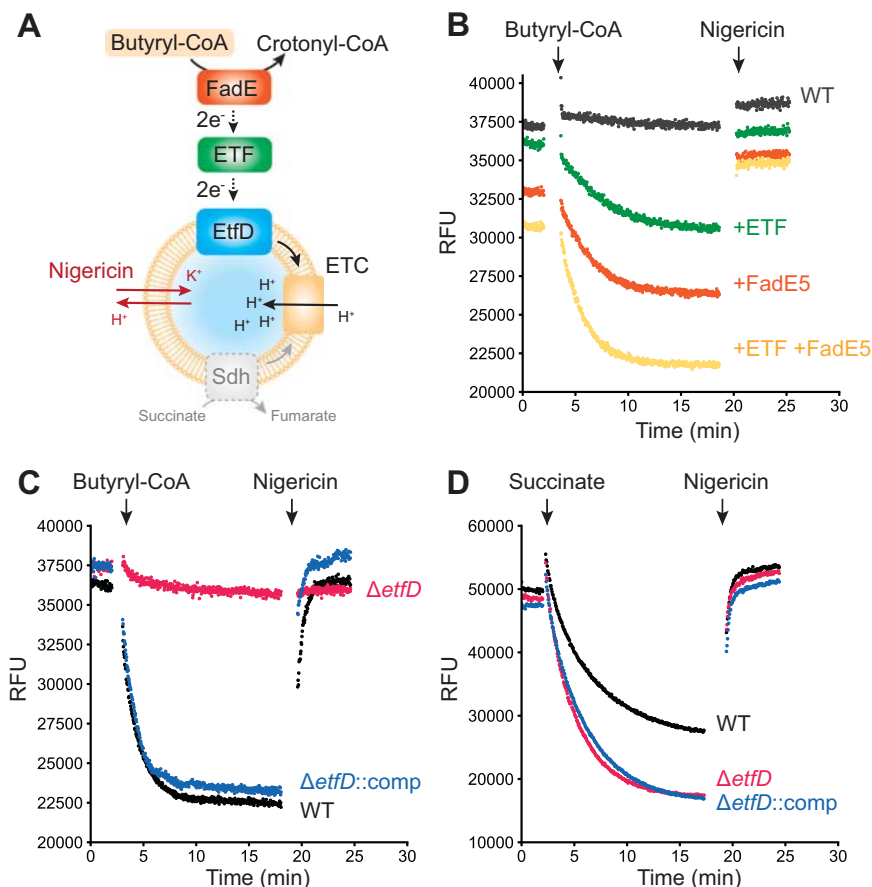 A
Butyryl-CoA
Crotonyl-CoA
FadE
2e-
ETF
2e-
EtfD
ETC
Nigericin
K+
H+
H+
H+
H+
H+
H+
Sdh
Succinate
Fumarate
B
Butyryl-CoA
Nigericin
40000
37500
35000
32500
30000
27500
25000
22500
20000
RFU
WT
+ETF
+FadE5
+ETF +FadE5
0
5
10
15
20
25
30
Time (min)
C
Butyryl-CoA
Nigericin
40000
37500
35000
32500
30000
27500
25000
22500
20000
RFU
ΔetfD
ΔetfD::comp
WT
0
5
10
15
20
25
30
Time (min)
D
Succinate
Nigericin
60000
50000
40000
30000
20000
10000
RFU
WT
ΔetfD
ΔetfD::comp
0
5
10
15
20
25
30
Time (min)